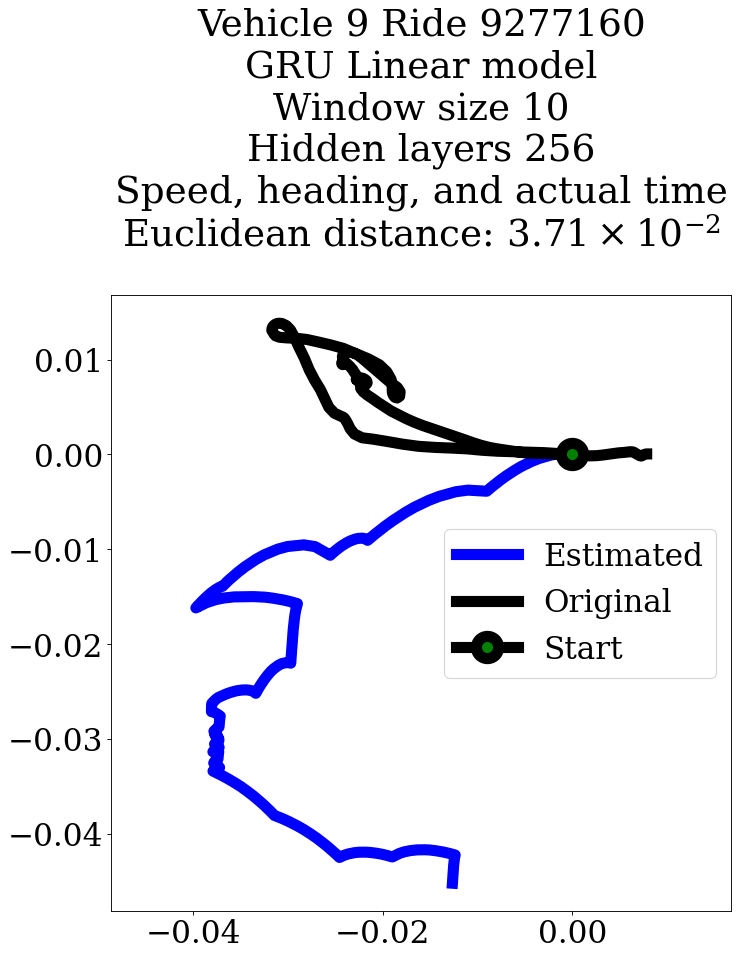 Vehicle 9 Ride 9277160
GRU Linear model
Window size 10
Hidden layers 256
Speed, heading, and actual time
Euclidean distance: 3.71 × 10⁻²
0.01
0.00
−0.01
−0.02
−0.03
−0.04
Estimated
Original
Start
−0.04 −0.02 0.00